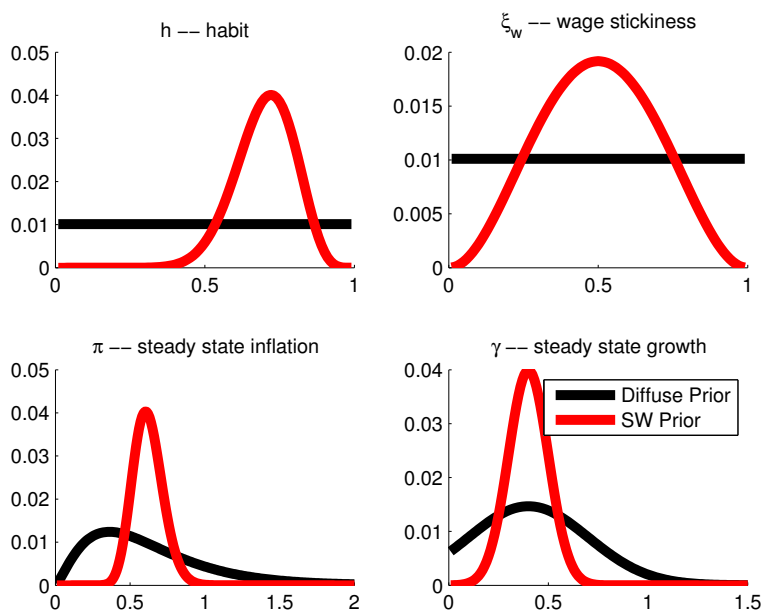 h –– habit
0.05
0.04
0.03
0.02
0.01
0
0 0.5 1
ξw –– wage stickiness
0.02
0.015
0.01
0.005
0
0 0.5 1
π –– steady state inflation
0.05
0.04
0.03
0.02
0.01
0
0 0.5 1 1.5 2
γ –– steady state growth
0.04
0.03
0.02
0.01
0
0 0.5 1 1.5
Diffuse Prior
SW Prior